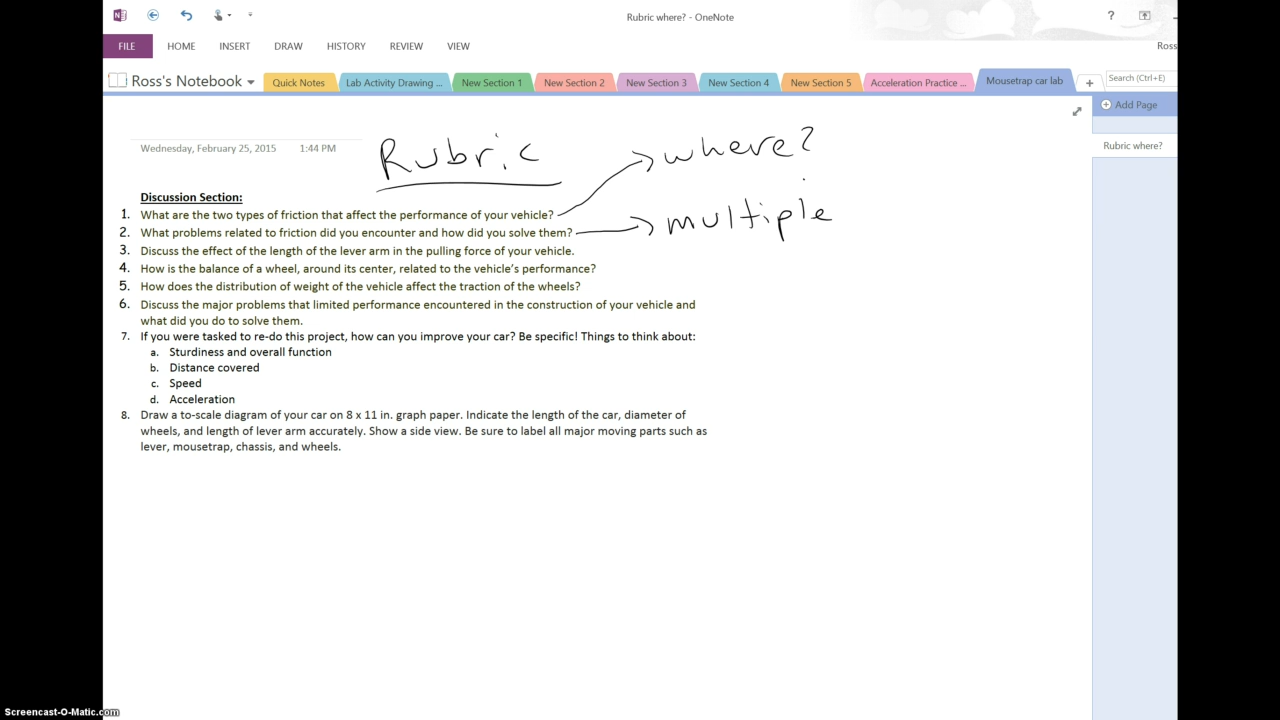 Rubric where? - OneNote
?
FILE HOME INSERT DRAW HISTORY REVIEW VIEW
Ross
Ross's Notebook
Quick Notes
Lab Activity Drawing ...
New Section 1
New Section 2
New Section 3
New Section 4
New Section 5
Acceleration Practice ...
Mousetrap car lab
+
Search (Ctrl+E)
Add Page
Rubric where?
Wednesday, February 25, 2015 1:44 PM
Rubric
where?
multiple
Discussion Section:
1. What are the two types of friction that affect the performance of your vehicle?
2. What problems related to friction did you encounter and how did you solve them?
3. Discuss the effect of the length of the lever arm in the pulling force of your vehicle.
4. How is the balance of a wheel, around its center, related to the vehicle's performance?
5. How does the distribution of weight of the vehicle affect the traction of the wheels?
6. Discuss the major problems that limited performance encountered in the construction of your vehicle and
what did you do to solve them.
7. If you were tasked to re-do this project, how can you improve your car? Be specific! Things to think about:
a. Sturdiness and overall function
b. Distance covered
c. Speed
d. Acceleration
8. Draw a to-scale diagram of your car on 8 x 11 in. graph paper. Indicate the length of the car, diameter of
wheels, and length of lever arm accurately. Show a side view. Be sure to label all major moving parts such as
lever, mousetrap, chassis, and wheels.
Screencast-O-Matic.com